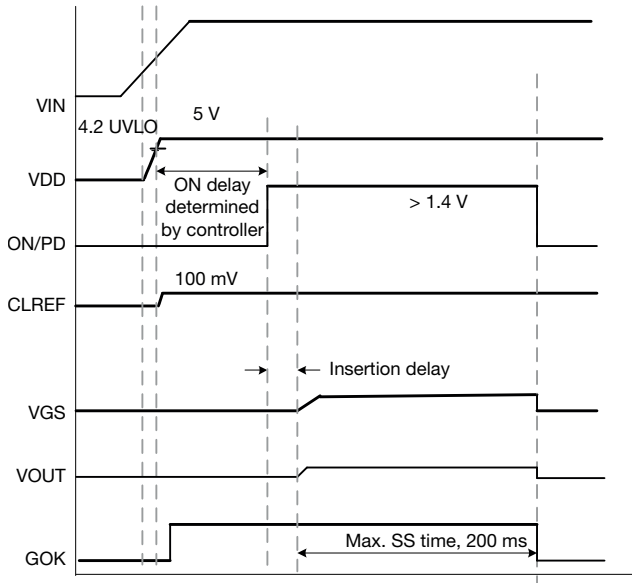 VIN
4.2 UVLO
5 V
VDD
ON delay
determined
by controller
> 1.4 V
ON/PD
100 mV
CLREF
Insertion delay
VGS
VOUT
Max. SS time, 200 ms
GOK